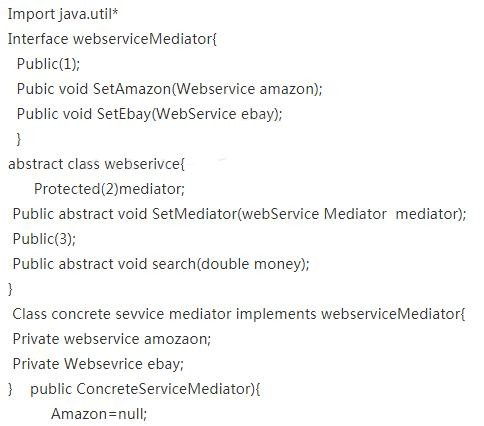 Import java.util*
Interface webserviceMediator{
Public(1);
Pubic void SetAmazon(Webservice amazon);
Public void SetEbay(WebService ebay);
}
abstract class webserivce{
Protected(2)mediator;
Public abstract void SetMediator(webService Mediator mediator);
Public(3);
Public abstract void search(double money);
}
Class concrete sevvice mediator implements webserviceMediator{
Private webservice amozaon;
Private Websevrice ebay;
} public ConcreteServiceMediator){
Amazon=null;